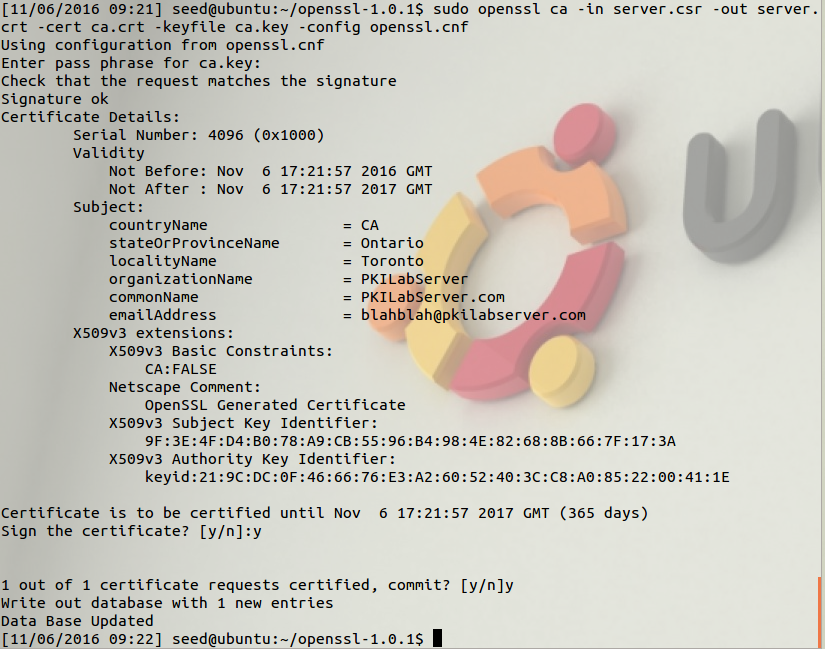 [11/06/2016 09:21] seed@ubuntu:~/openssl-1.0.1$ sudo openssl ca -in server.csr -out server.
crt -cert ca.crt -keyfile ca.key -config openssl.cnf
Using configuration from openssl.cnf
Enter pass phrase for ca.key:
Check that the request matches the signature
Signature ok
Certificate Details:
        Serial Number: 4096 (0x1000)
        Validity
            Not Before: Nov  6 17:21:57 2016 GMT
            Not After : Nov  6 17:21:57 2017 GMT
        Subject:
            countryName               = CA
            stateOrProvinceName       = Ontario
            localityName              = Toronto
            organizationName          = PKILabServer
            commonName                = PKILabServer.com
            emailAddress              = blahblah@pkilabserver.com
        X509v3 extensions:
            X509v3 Basic Constraints:
                CA:FALSE
            Netscape Comment:
                OpenSSL Generated Certificate
            X509v3 Subject Key Identifier:
                9F:3E:4F:D4:B0:78:A9:CB:55:96:B4:98:4E:82:68:8B:66:7F:17:3A
            X509v3 Authority Key Identifier:
                keyid:21:9C:DC:0F:46:66:76:E3:A2:60:52:40:3C:C8:A0:85:22:00:41:1E

Certificate is to be certified until Nov  6 17:21:57 2017 GMT (365 days)
Sign the certificate? [y/n]:y


1 out of 1 certificate requests certified, commit? [y/n]y
Write out database with 1 new entries
Data Base Updated
[11/06/2016 09:22] seed@ubuntu:~/openssl-1.0.1$
U